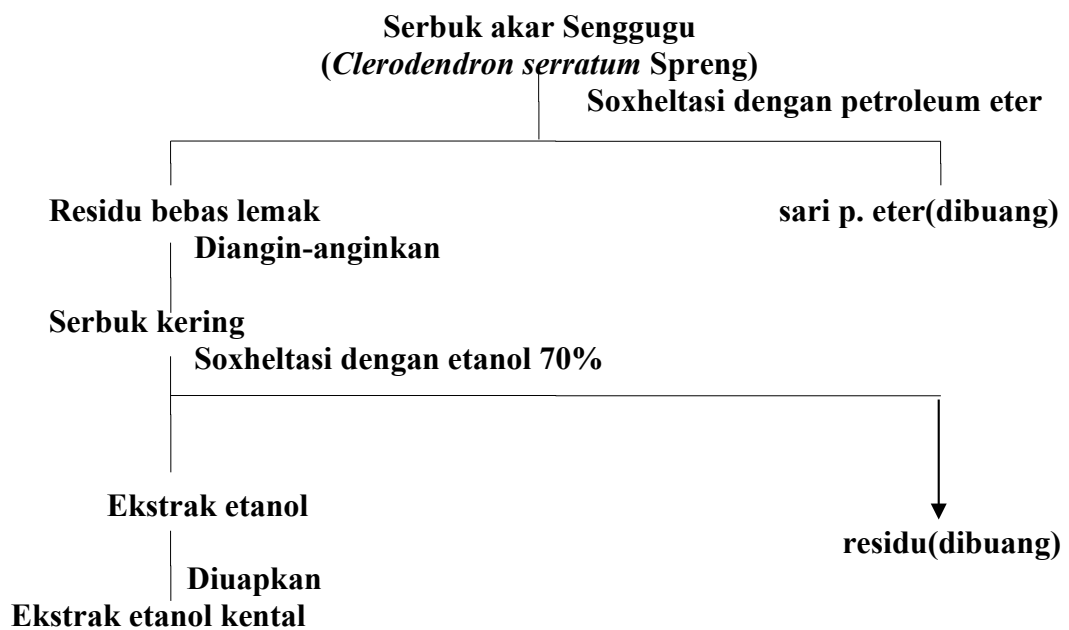 Serbuk akar Senggugu
(Clerodendron serratum Spreng)
Soxheltasi dengan petroleum eter
Residu bebas lemak
sari p. eter(dibuang)
Diangin-anginkan
Serbuk kering
Soxheltasi dengan etanol 70%
Ekstrak etanol
residu(dibuang)
Diuapkan
Ekstrak etanol kental